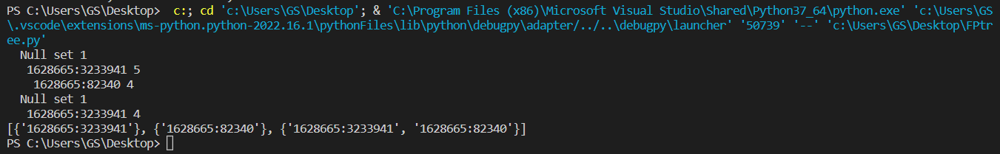 PS C:\Users\GS\Desktop>  c:; cd 'c:\Users\GS\Desktop'; & 'C:\Program Files (x86)\Microsoft Visual Studio\Shared\Python37_64\python.exe' 'c:\Users\GS
\.vscode\extensions\ms-python.python-2022.16.1\pythonFiles\lib\python\debugpy\adapter/../..\debugpy\launcher' '50739' '--' 'c:\Users\GS\Desktop\FPtr
ee.py'
Null set 1
1628665:3233941 5
1628665:82340 4
Null set 1
1628665:3233941 4
[{'1628665:3233941'}, {'1628665:82340'}, {'1628665:3233941', '1628665:82340'}]
PS C:\Users\GS\Desktop>